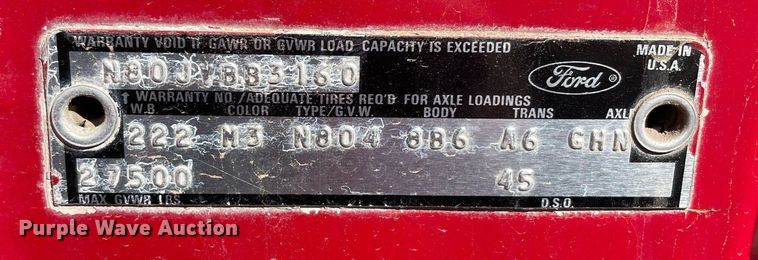 WARRANTY VOID IF GAWR OR GVWR LOAD CAPACITY IS EXCEEDED
MADE IN
U.S.A.
N80JVBB3160
Ford
WARRANTY NO./ADEQUATE TIRES REQ'D FOR AXLE LOADINGS
W.B. COLOR TYPE/G.V.W. BODY TRANS AXL
222 M3 N804 8B6 A6 GHN
27500 45
MAX GVWR LBS D.S.O.
Purple Wave Auction